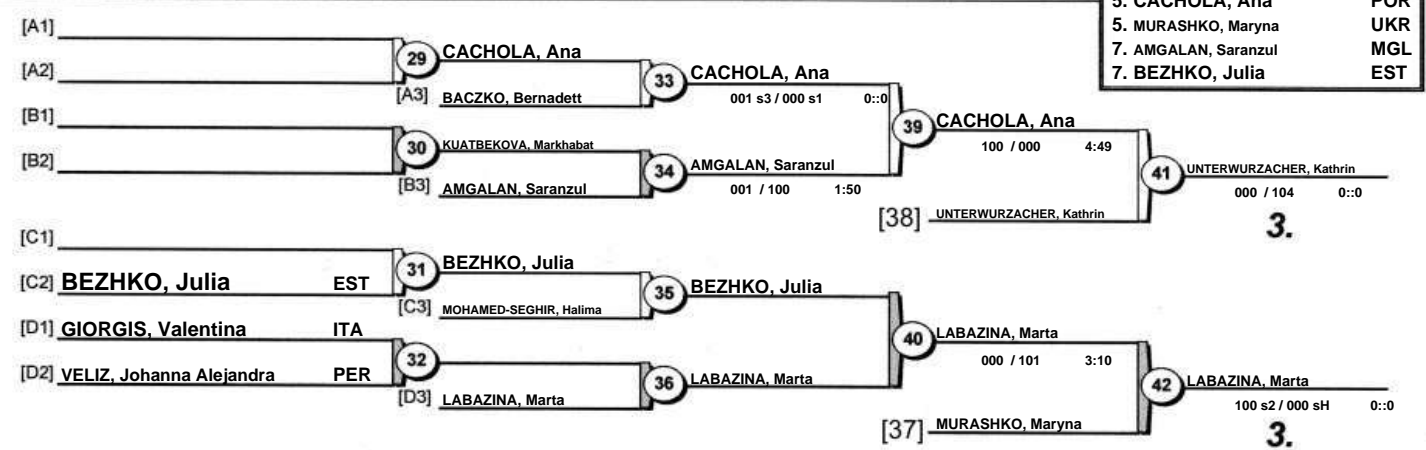 5. CACHOLA, Ana POR
5. MURASHKO, Maryna UKR
7. AMGALAN, Saranzul MGL
7. BEZHKO, Julia EST
[A1]
[A2]
29 CACHOLA, Ana
[A3] BACZKO, Bernadett
33 CACHOLA, Ana
001 s3 / 000 s1 0::0
[B1]
[B2]
30 KUATBEKOVA, Markhabat
[B3] AMGALAN, Saranzul
34 AMGALAN, Saranzul
001 / 100 1:50
39 CACHOLA, Ana
100 / 000 4:49
[38] UNTERWURZACHER, Kathrin
41 UNTERWURZACHER, Kathrin
000 / 104 0::0
3.
[C1]
[C2] BEZHKO, Julia EST
31 BEZHKO, Julia
[C3] MOHAMED-SEGHIR, Halima
35 BEZHKO, Julia
[D1] GIORGIS, Valentina ITA
[D2] VELIZ, Johanna Alejandra PER
32
[D3] LABAZINA, Marta
36 LABAZINA, Marta
40 LABAZINA, Marta
000 / 101 3:10
[37] MURASHKO, Maryna
42 LABAZINA, Marta
100 s2 / 000 sH 0::0
3.